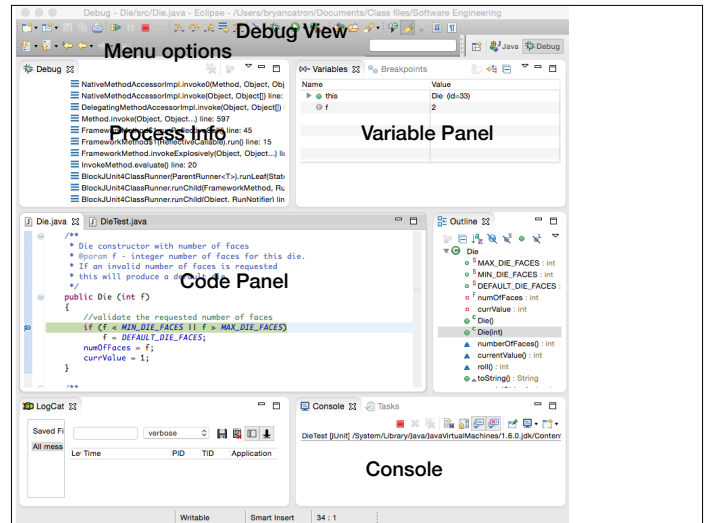 Debug - Die/src/Die.java - Eclipse - /Users/bryancatron/Documents/Class files/Software Engineering
Debug View
Menu options
Java Debug
Debug
NativeMethodAccessorImpl.invoke0(Method, Object, Obj
NativeMethodAccessorImpl.invoke(Object, Object[]) line:
DelegatingMethodAccessorImpl.invoke(Object, Object[])
Method.invoke(Object, Object...) line: 597
line: 45
FrameworkMethod$1(ReflectiveCallable).run() line: 15
FrameworkMethod.invokeExplosively(Object, Object...) li
InvokeMethod.evaluate() line: 20
BlockJUnit4ClassRunner(ParentRunner<T>).runLeaf(State
BlockJUnit4ClassRunner.runChild(FrameworkMethod, Ru
BlockJUnit4ClassRunner.runChild(Object, RunNotifier) lin
Process Info
Variables Breakpoints
Name Value
this Die (id=33)
f 2
Variable Panel
Die.java DieTest.java
/**
* Die constructor with number of faces
* @param f - integer number of faces for this die.
* If an invalid number of faces is requested
* this will produce a default die.
*/
public Die (int f)
{
//validate the requested number of faces
if (f < MIN_DIE_FACES || f > MAX_DIE_FACES)
f = DEFAULT_DIE_FACES;
numOfFaces = f;
currValue = 1;
}
/**
Code Panel
Outline
Die
MAX_DIE_FACES : int
MIN_DIE_FACES : int
DEFAULT_DIE_FACES :
numOfFaces : int
currValue : int
Die()
Die(int)
numberOfFaces() : int
currentValue() : int
roll() : int
toString() : String
LogCat
Saved Fi
All mess
verbose
Le Time PID TID Application
Console Tasks
DieTest [JUnit] /System/Library/Java/JavaVirtualMachines/1.6.0.jdk/Content
Console
Writable Smart Insert 34 : 1